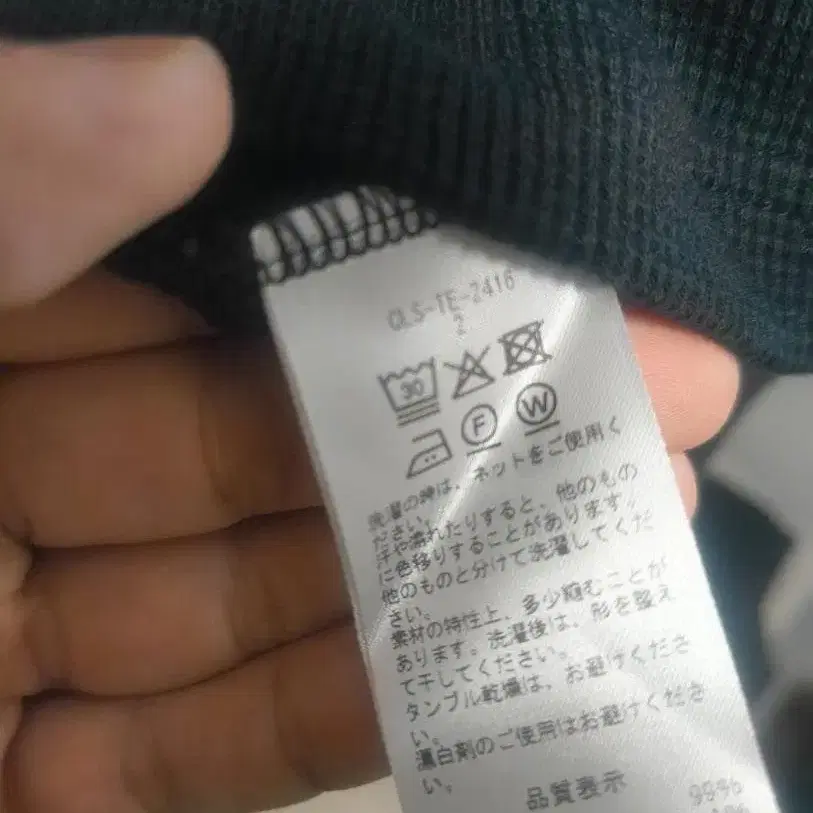 QLS-TE-2416
2
30
F W
洗濯の時は、ネットをご使用く
ださい。
汗や濡れたりすると、他のもの
に色移りすることがあります。
他のものと分けて洗濯してくだ
さい。
素材の特性上、多少縮むことが
あります。洗濯後は、形を整え
て干してください。
タンブル乾燥は、お避けくださ
い。
漂白剤のご使用はお避けくださ
い。
品質表示
99%